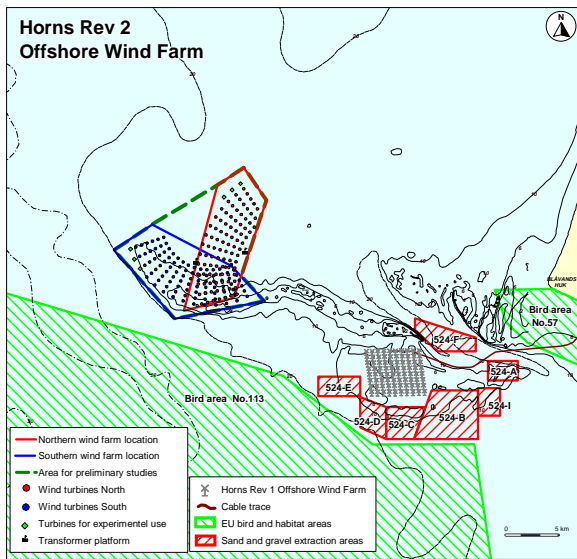 Horns Rev 2
Offshore Wind Farm
N
BLÅVANDS
HUK
Bird area
No.57
524-F
524-A
524-E
524-I
Bird area No.113
524-B
524-D
524-C
Northern wind farm location
Southern wind farm location
Area for preliminary studies
Wind turbines North
Wind turbines South
Turbines for experimental use
Transformer platform
Horns Rev 1 Offshore Wind Farm
Cable trace
EU bird and habitat areas
Sand and gravel extraction areas
0 5 km